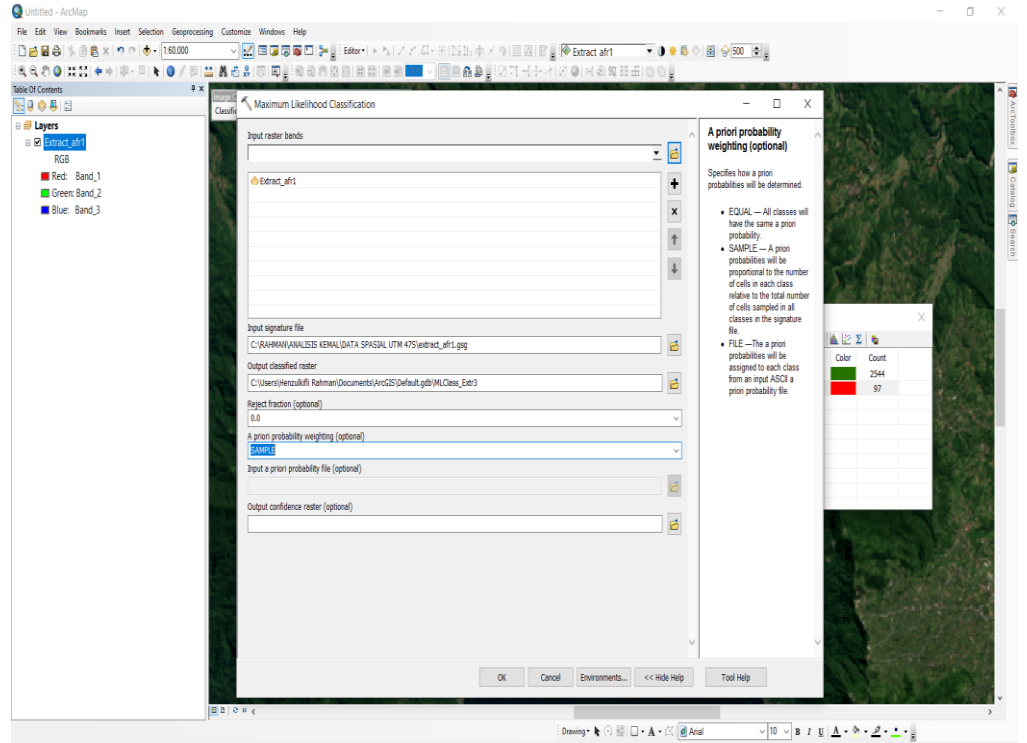 Untitled - ArcMap
File Edit View Bookmarks Insert Selection Geoprocessing Customize Windows Help
1:60,000
Editor
Extract afr1
500
Table Of Contents
Layers
Extract_afr1
RGB
Red: Band_1
Green: Band_2
Blue: Band_3
Maximum Likelihood Classification
Input raster bands
Extract_afr1
Input signature file
C:\RAHMAN\ANALISIS KEMAL\DATA SPASIAL UTM 47S\extract_afr1.gsg
Output classified raster
C:\Users\Henzulkifli Rahman\Documents\ArcGIS\Default.gdb\MLClass_Extr3
Reject fraction (optional)
0.0
A priori probability weighting (optional)
SAMPLE
Input a priori probability file (optional)
Output confidence raster (optional)
OK Cancel Environments... << Hide Help Tool Help
A priori probability
weighting (optional)
Specifies how a priori
probabilities will be determined.
• EQUAL — All classes will
have the same a priori
probability.
• SAMPLE — A priori
probabilities will be
proportional to the number
of cells in each class
relative to the total number
of cells sampled in all
classes in the signature
file.
• FILE —The a priori
probabilities will be
assigned to each class
from an input ASCII a
priori probability file.
Color Count
2544
97
ArcToolbox
Catalog
Search
Drawing
Arial
10
B I U A